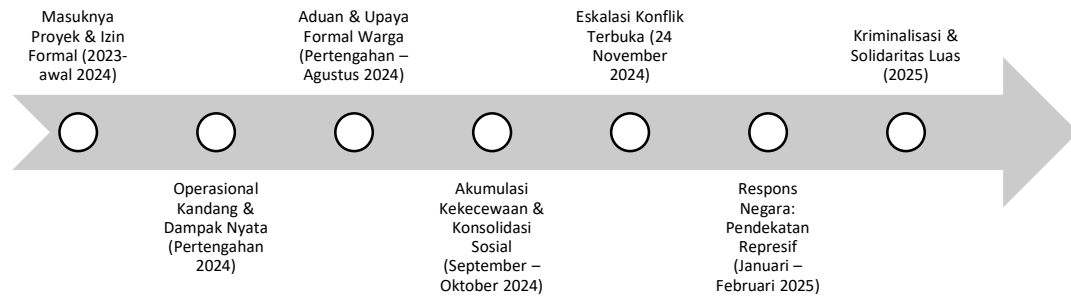 Masuknya
Proyek & Izin
Formal (2023-
awal 2024)
Operasional
Kandang &
Dampak Nyata
(Pertengahan
2024)
Aduan & Upaya
Formal Warga
(Pertengahan –
Agustus 2024)
Akumulasi
Kekecewaan &
Konsolidasi
Sosial
(September –
Oktober 2024)
Eskalasi Konflik
Terbuka (24
November
2024)
Respons
Negara:
Pendekatan
Represif
(Januari –
Februari 2025)
Kriminalisasi &
Solidaritas Luas
(2025)